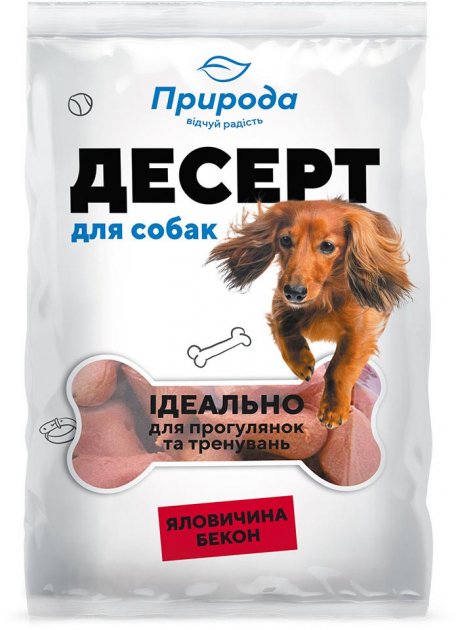 Природа
відчуй радість
ДЕСЕРТ
для собак
ІДЕАЛЬНО
для прогулянок
та тренувань
ЯЛОВИЧИНА
БЕКОН